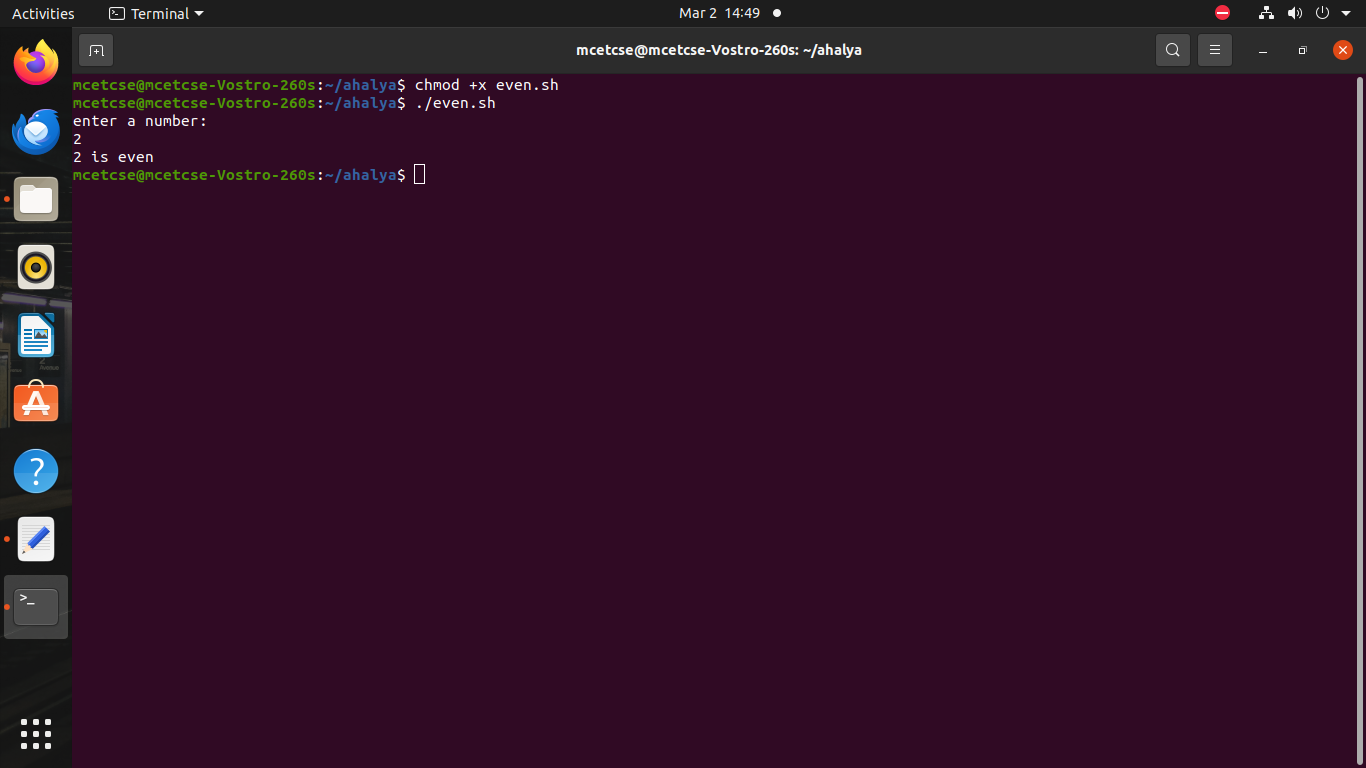 Activities
Terminal
Mar 2 14:49
mcetcse@mcetcse-Vostro-260s: ~/ahalya
mcetcse@mcetcse-Vostro-260s:~/ahalya$ chmod +x even.sh
mcetcse@mcetcse-Vostro-260s:~/ahalya$ ./even.sh
enter a number:
2
2 is even
mcetcse@mcetcse-Vostro-260s:~/ahalya$